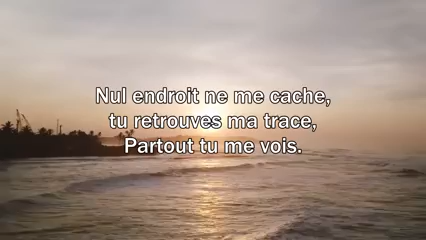 Nul endroit ne me cache,
tu retrouves ma trace,
Partout tu me vois.